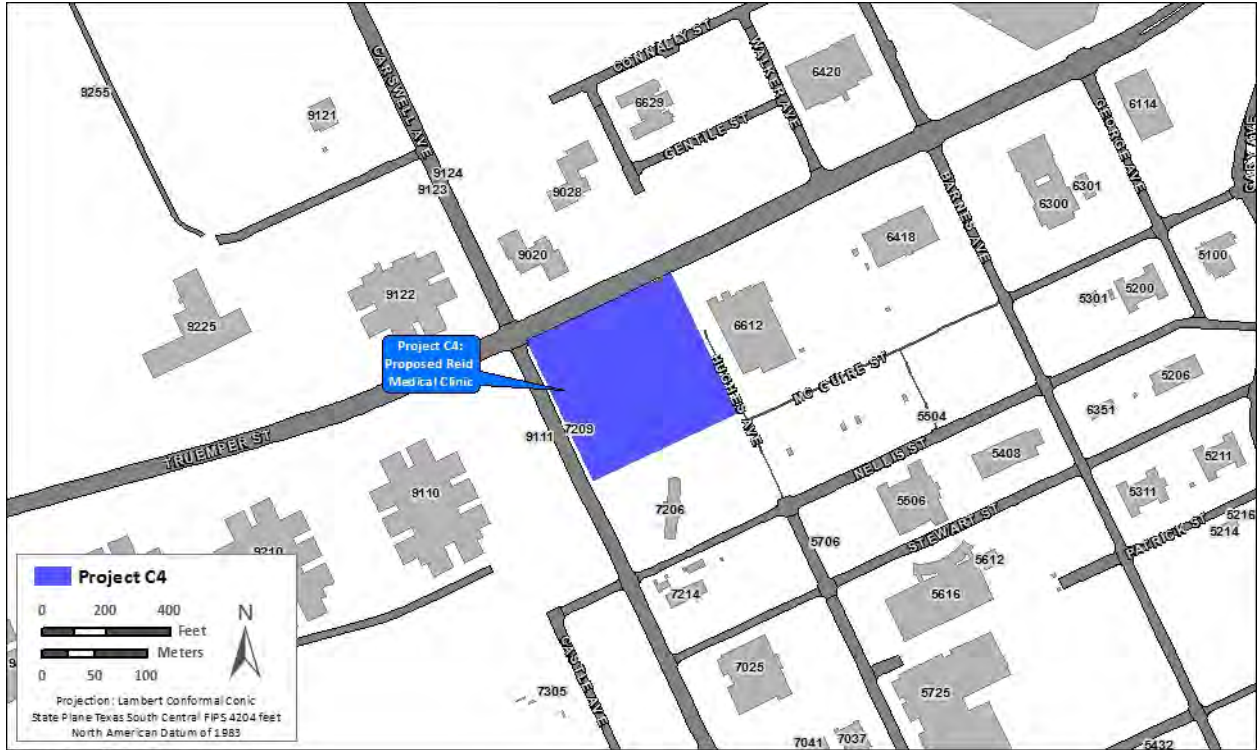 CONNALLY ST
WALKER AVE
6420
CARSWELL AVE
9255
9121
6629
GENTILE ST
GEORGE AVE
6114
GARY AVE
9124
9123
9028
BARNES AVE
6301
6300
6418
9020
5100
9122
5200
5301
9225
6612
Project C4:
Proposed Reid
Medical Clinic
HUGHES AVE
MC GUIRE ST
5206
6351
5504
9111
7209
TRUEMPER ST
NELLIS ST
5408
5211
9110
5311
5506
7206
5216
5214
STEWART ST
PATRICK ST
5706
9210
5612
5616
7214
CASTLE AVE
7025
7305
5725
7041
7037
5432
Project C4
0 200 400
Feet
Meters
0 50 100
N
Projection: Lambert Conformal Conic
State Plane Texas South Central FIPS 4204 feet
North American Datum of 1983